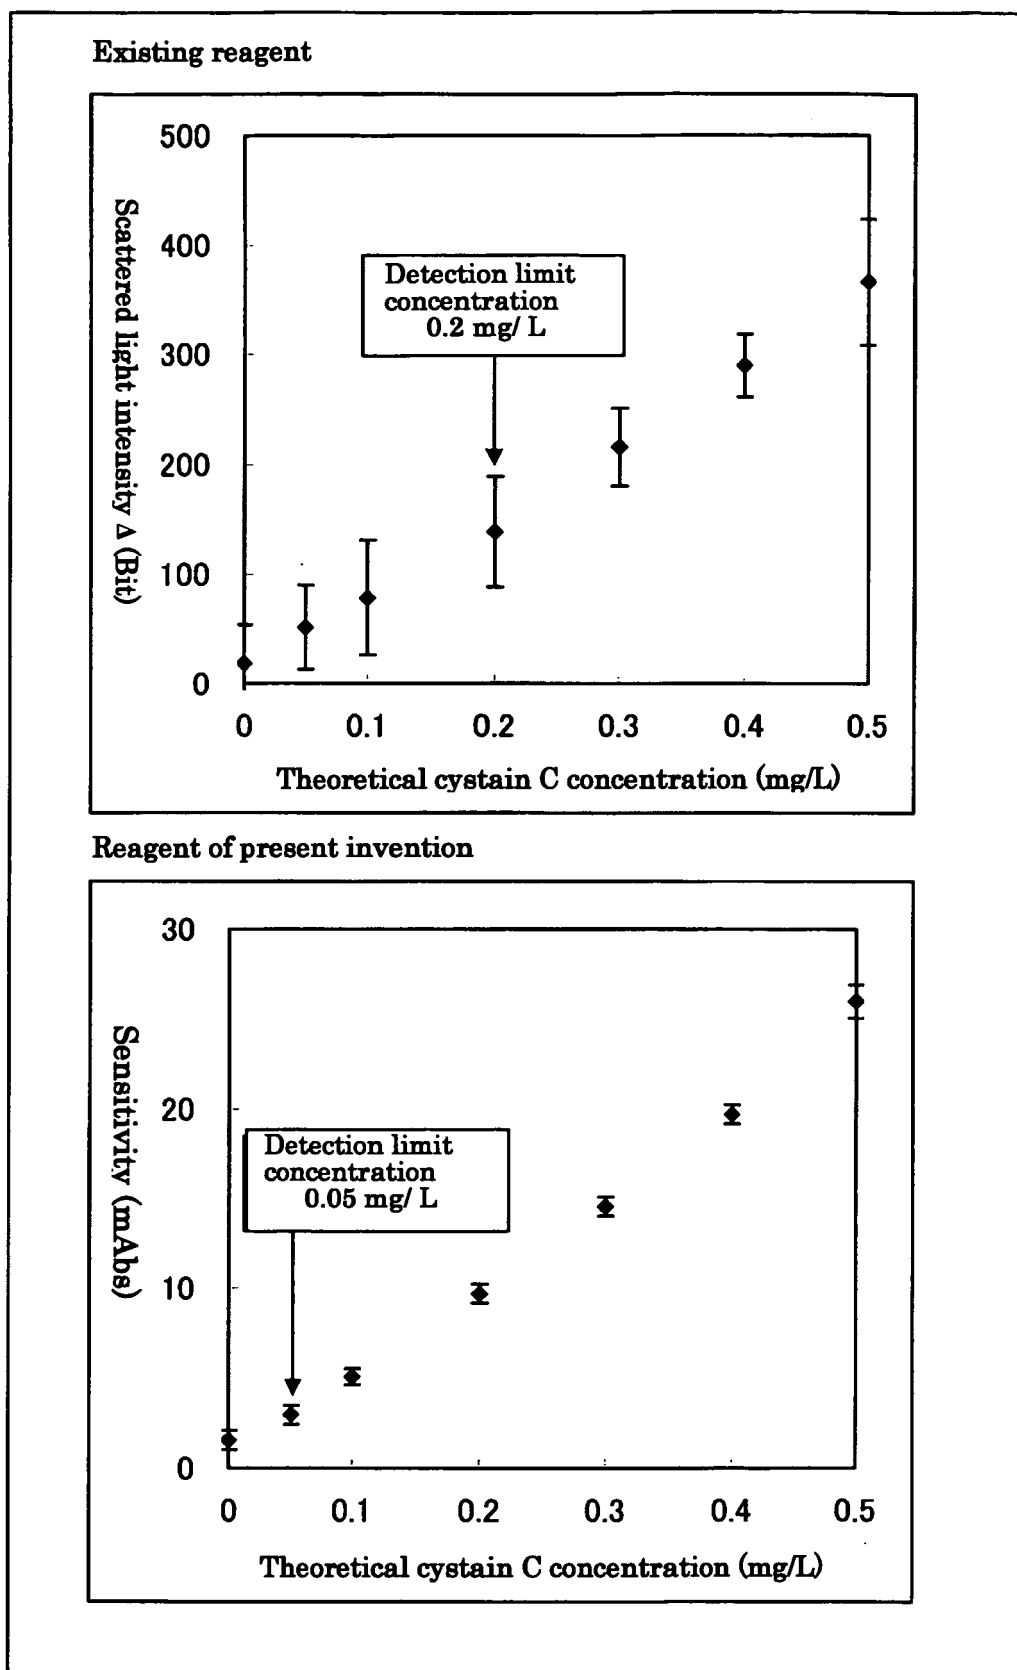 Existing reagent
500
400
300
200
100
0
Scattered light intensity Δ (Bit)
Detection limit
concentration
0.2 mg/ L
0 0.1 0.2 0.3 0.4 0.5
Theoretical cystain C concentration (mg/L)
Reagent of present invention
30
20
10
0
Sensitivity (mAbs)
Detection limit
concentration
0.05 mg/ L
0 0.1 0.2 0.3 0.4 0.5
Theoretical cystain C concentration (mg/L)